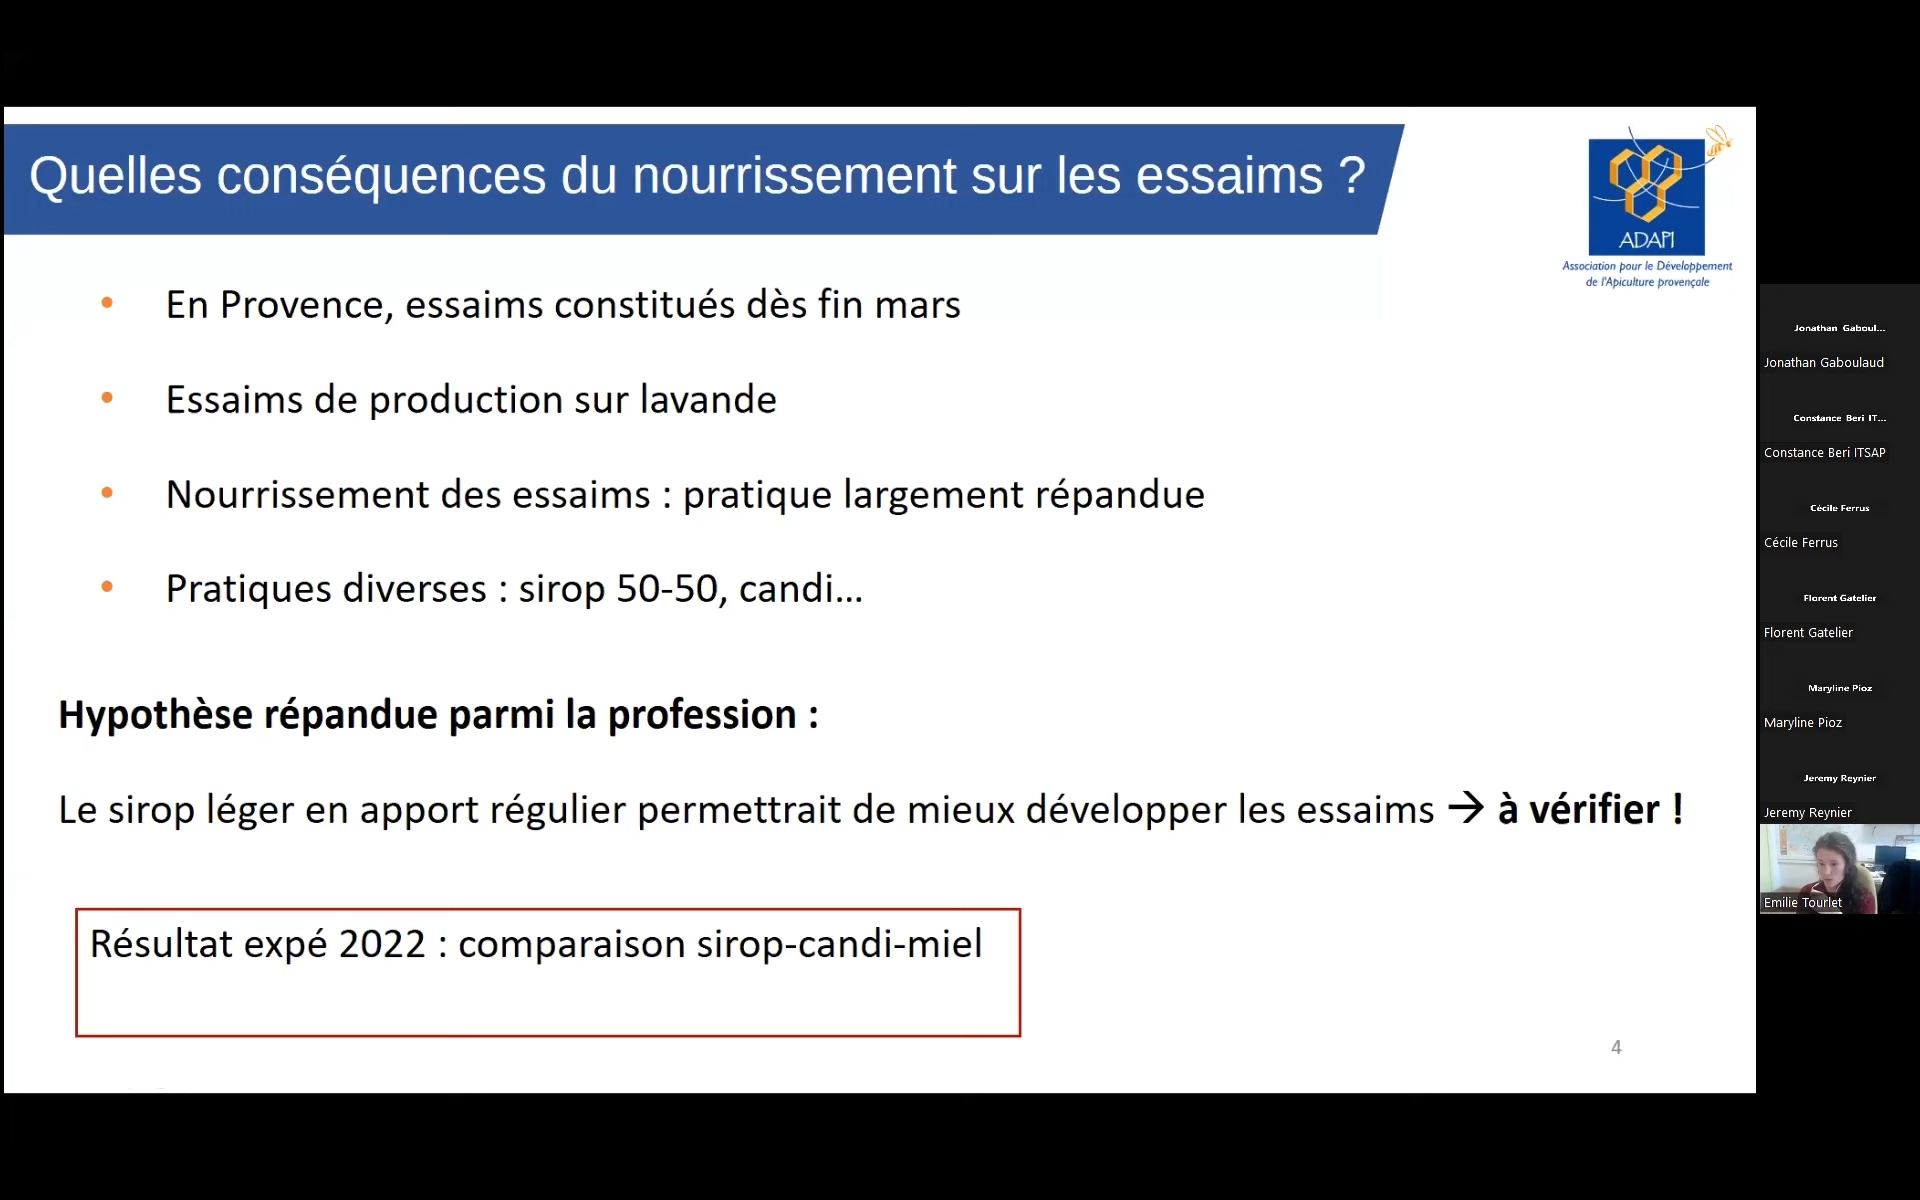 Quelles conséquences du nourrissement sur les essaims ?
ADAPI
Association pour le Développement
de l'Apiculture provençale
• En Provence, essaims constitués dès fin mars
• Essaims de production sur lavande
• Nourrissement des essaims : pratique largement répandue
• Pratiques diverses : sirop 50-50, candi...
Hypothèse répandue parmi la profession :
Le sirop léger en apport régulier permettrait de mieux développer les essaims → à vérifier !
Résultat expé 2022 : comparaison sirop-candi-miel
4
Jonathan Gaboul...
Jonathan Gaboulaud
Constance Beri IT...
Constance Beri ITSAP
Cécile Ferrus
Cécile Ferrus
Florent Gatelier
Florent Gatelier
Maryline Pioz
Maryline Pioz
Jeremy Reynier
Jeremy Reynier
Emilie Tourlet